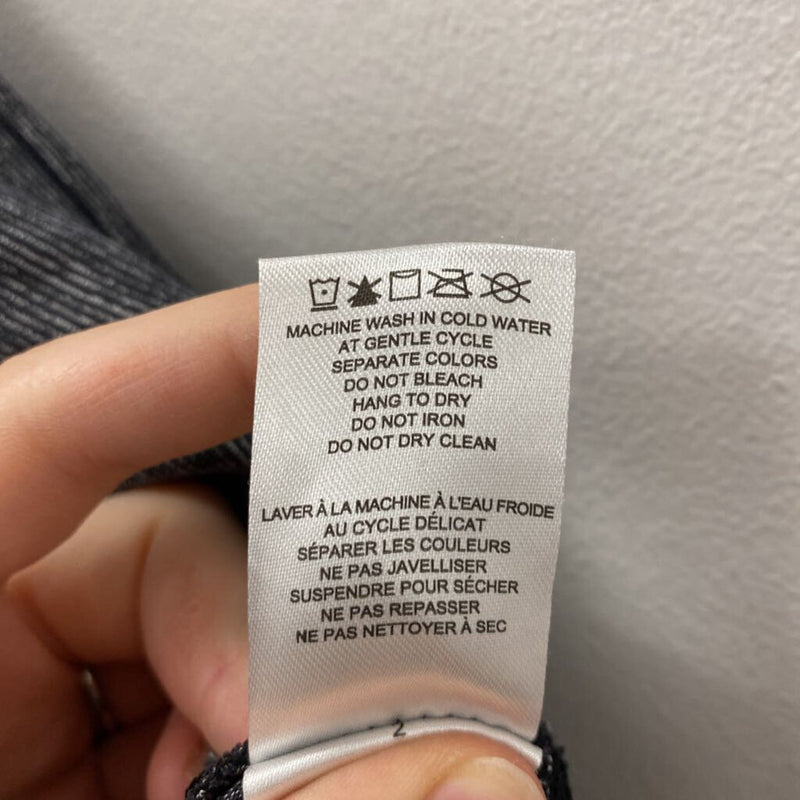 MACHINE WASH IN COLD WATER
AT GENTLE CYCLE
SEPARATE COLORS
DO NOT BLEACH
HANG TO DRY
DO NOT IRON
DO NOT DRY CLEAN
LAVER À LA MACHINE À L'EAU FROIDE
AU CYCLE DÉLICAT
SÉPARER LES COULEURS
NE PAS JAVELLISER
SUSPENDRE POUR SÉCHER
NE PAS REPASSER
NE PAS NETTOYER À SEC
2